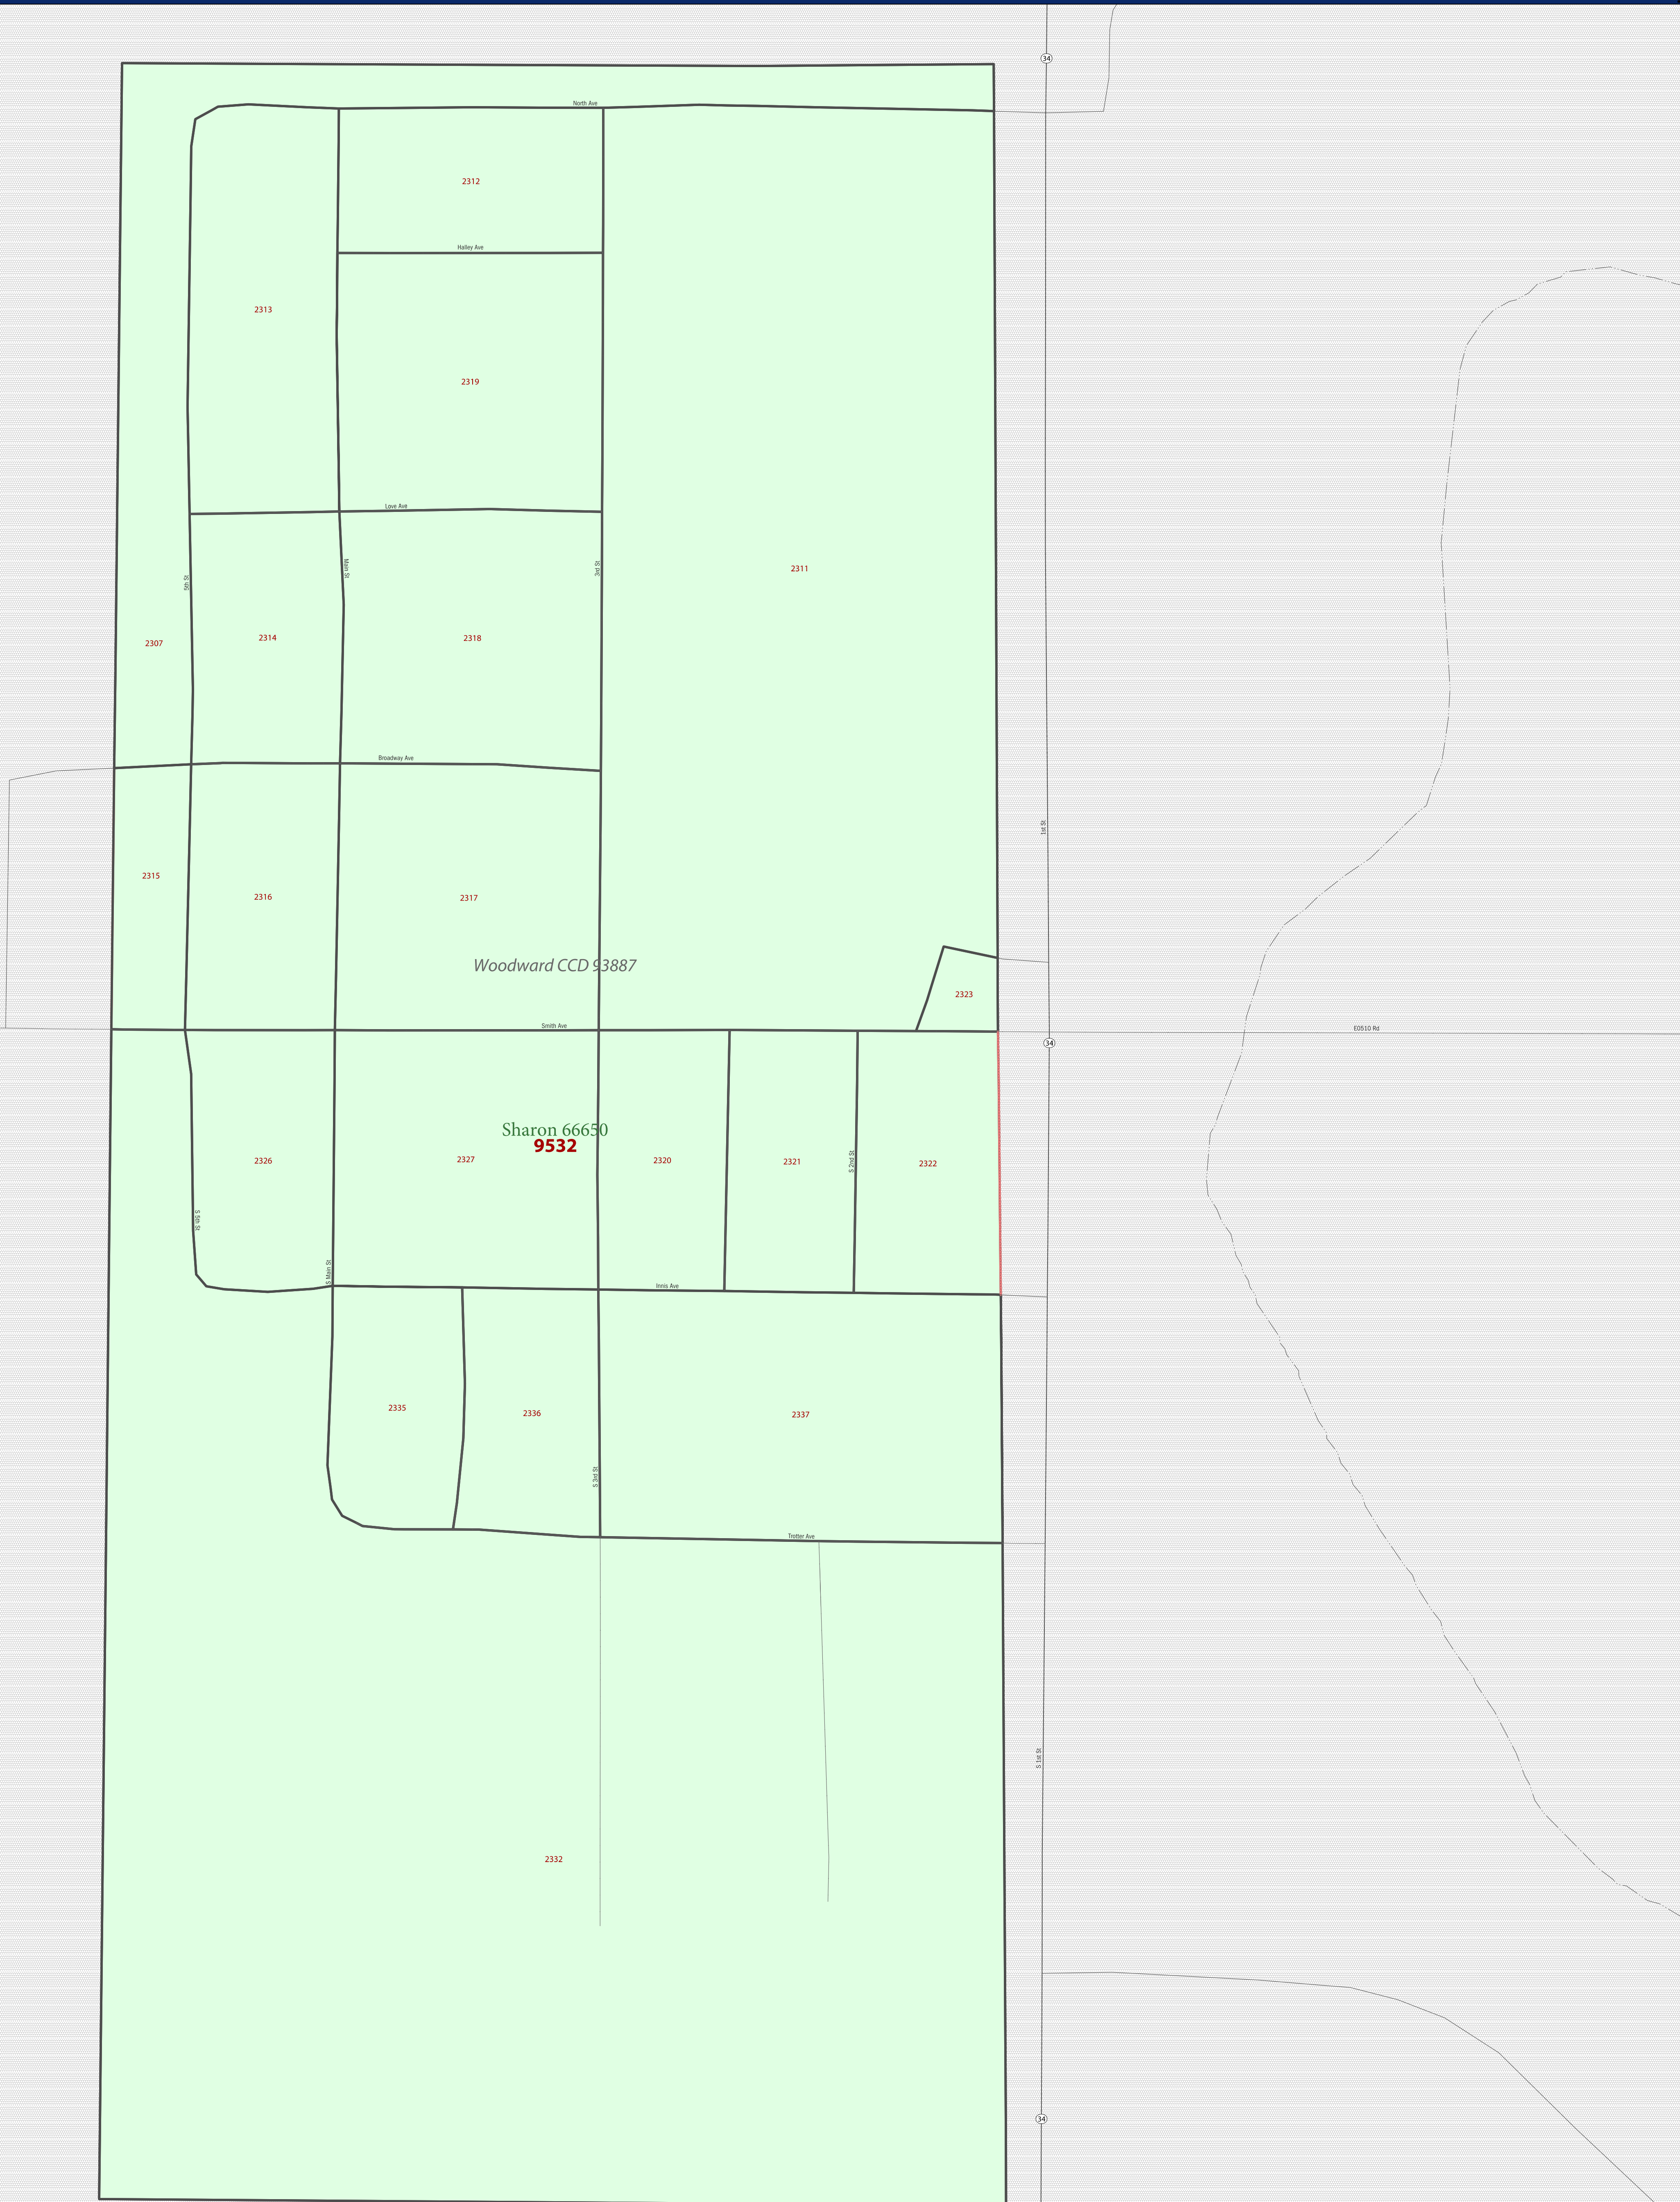 34
North Ave
2312
Halley Ave
2313
2319
Love Ave
Main St
3rd St
2311
5th St
2314
2318
2307
Broadway Ave
1st St
2315
2316
2317
Woodward CCD 93887
2323
Smith Ave
E0510 Rd
34
Sharon 66650
9532
2326
2327
2320
2321
S 2nd St
2322
S 5th St
S Main St
Innis Ave
2335
2336
2337
S 3rd St
Trotter Ave
S 1st St
2332
34